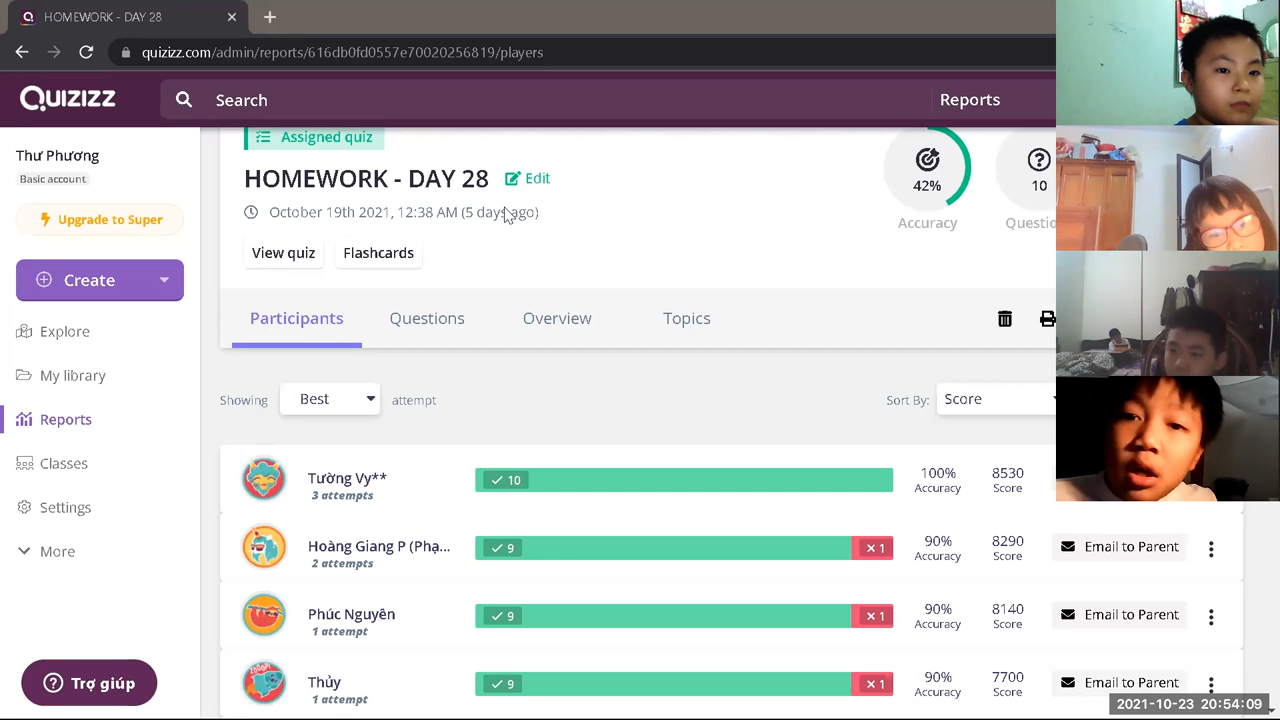 HOMEWORK - DAY 28
quizizz.com/admin/reports/616db0fd0557e70020256819/players
QUIZIZZ
Search
Reports
Thư Phương
Basic account
Upgrade to Super
Create
Explore
My library
Reports
Classes
Settings
More
Trợ giúp
Assigned quiz
HOMEWORK - DAY 28
Edit
October 19th 2021, 12:38 AM (5 days ago)
View quiz
Flashcards
42%
Accuracy
10
Questio
Participants
Questions
Overview
Topics
Showing
Best
attempt
Sort By:
Score
Tường Vy**
3 attempts
10
100%
Accuracy
8530
Score
Hoàng Giang P (Phạ...
2 attempts
9
1
90%
Accuracy
8290
Score
Email to Parent
Phúc Nguyên
1 attempt
9
1
90%
Accuracy
8140
Score
Email to Parent
Thủy
1 attempt
9
1
90%
Accuracy
7700
Score
Email to Parent
2021-10-23 20:54:09